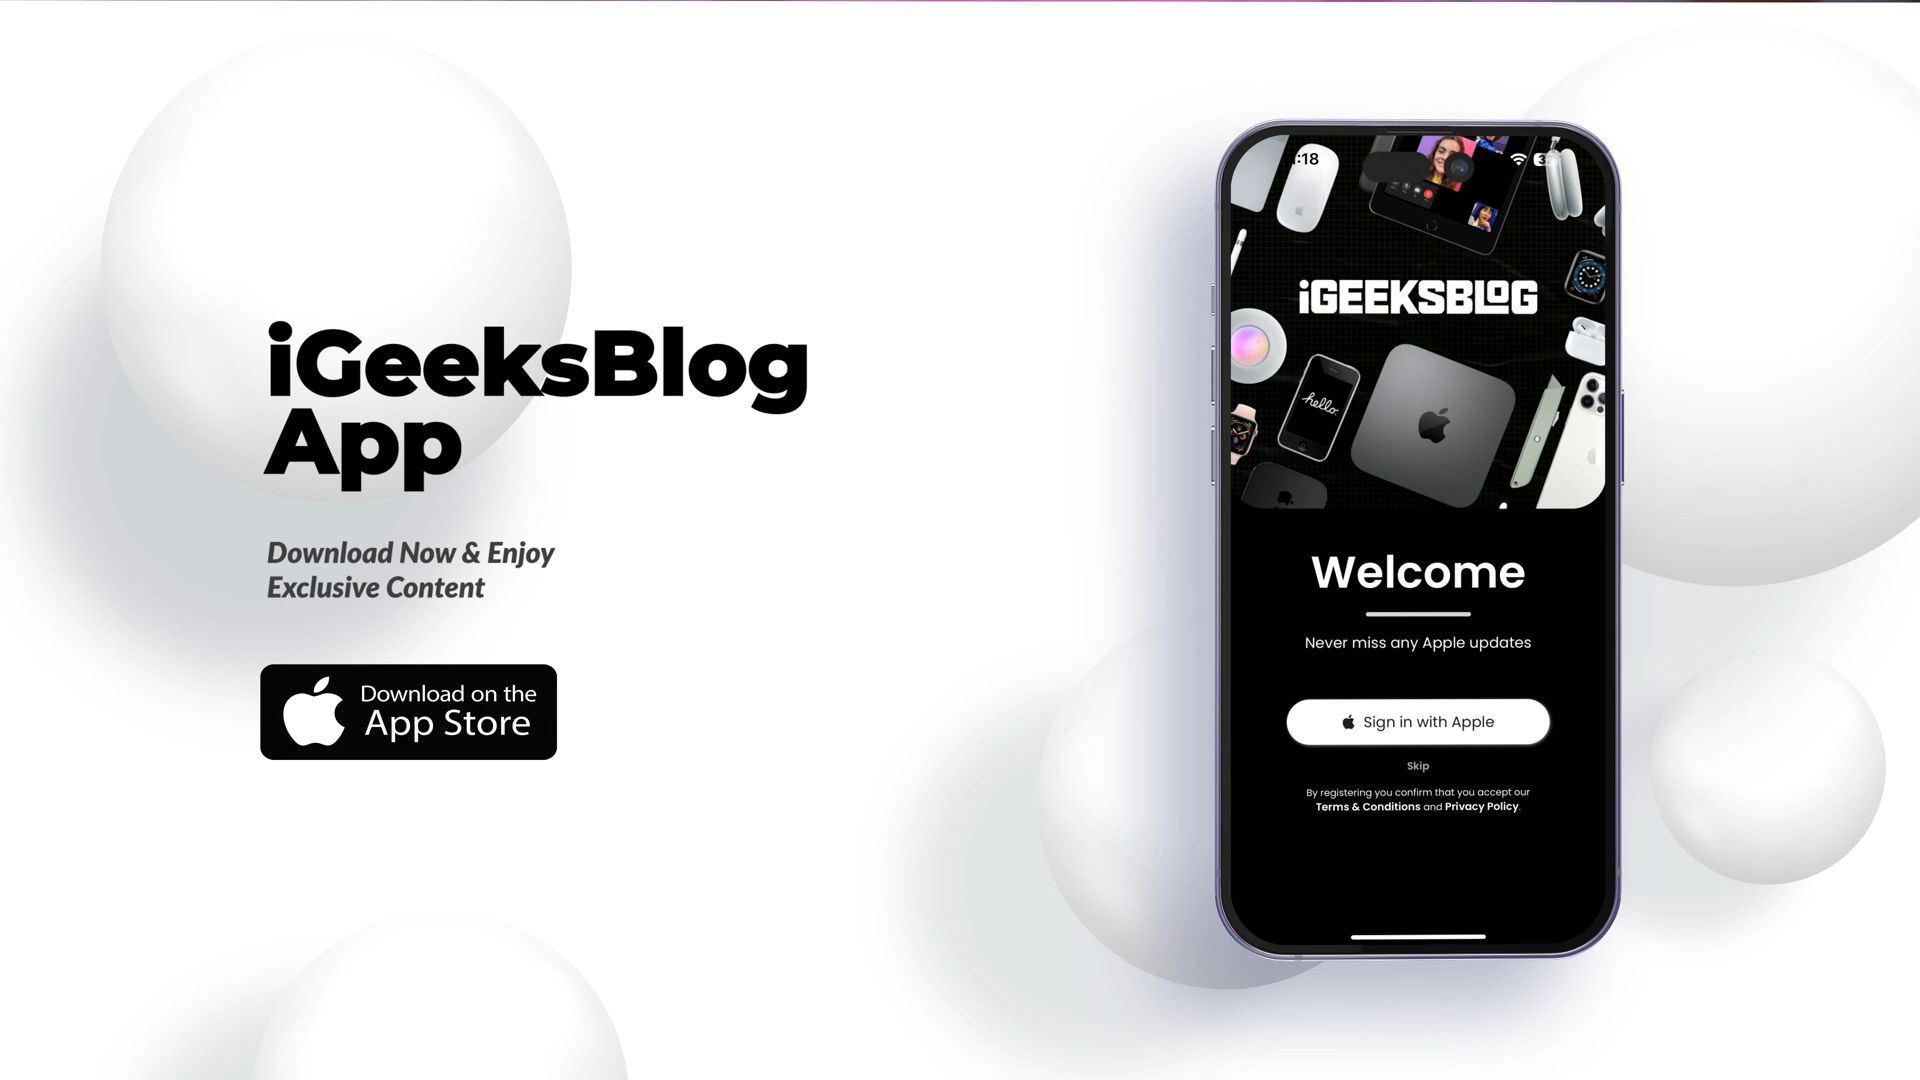 iGeeksBlog
App
Download Now & Enjoy
Exclusive Content
Download on the
App Store
:18
iGEEKSBLOG
hello.
Welcome
Never miss any Apple updates
Sign in with Apple
Skip
By registering you confirm that you accept our
Terms & Conditions and Privacy Policy.